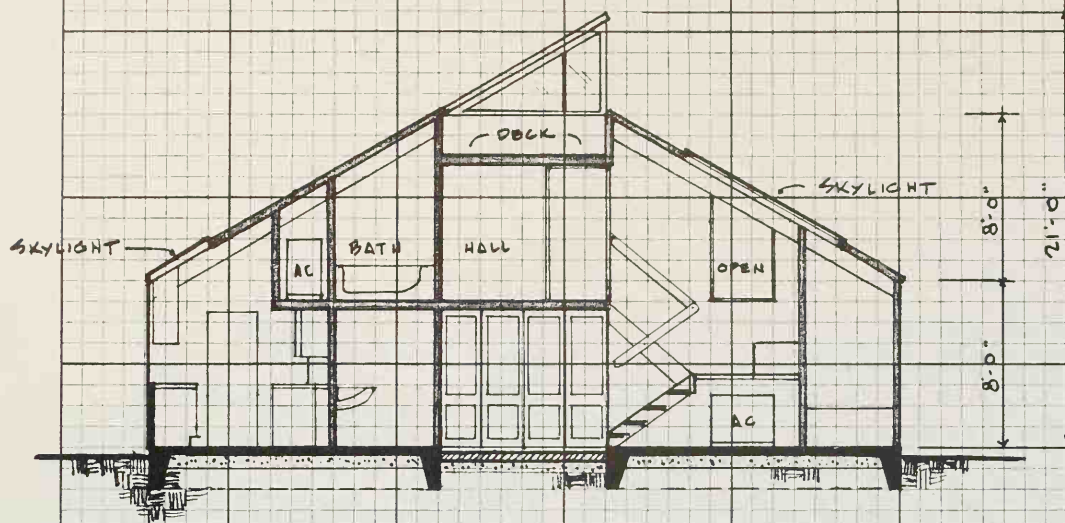 DECK
SKYLIGHT
SKYLIGHT
BATH
HALL
AC
OPEN
8'-0"
21'-0"
8'-0"
AC